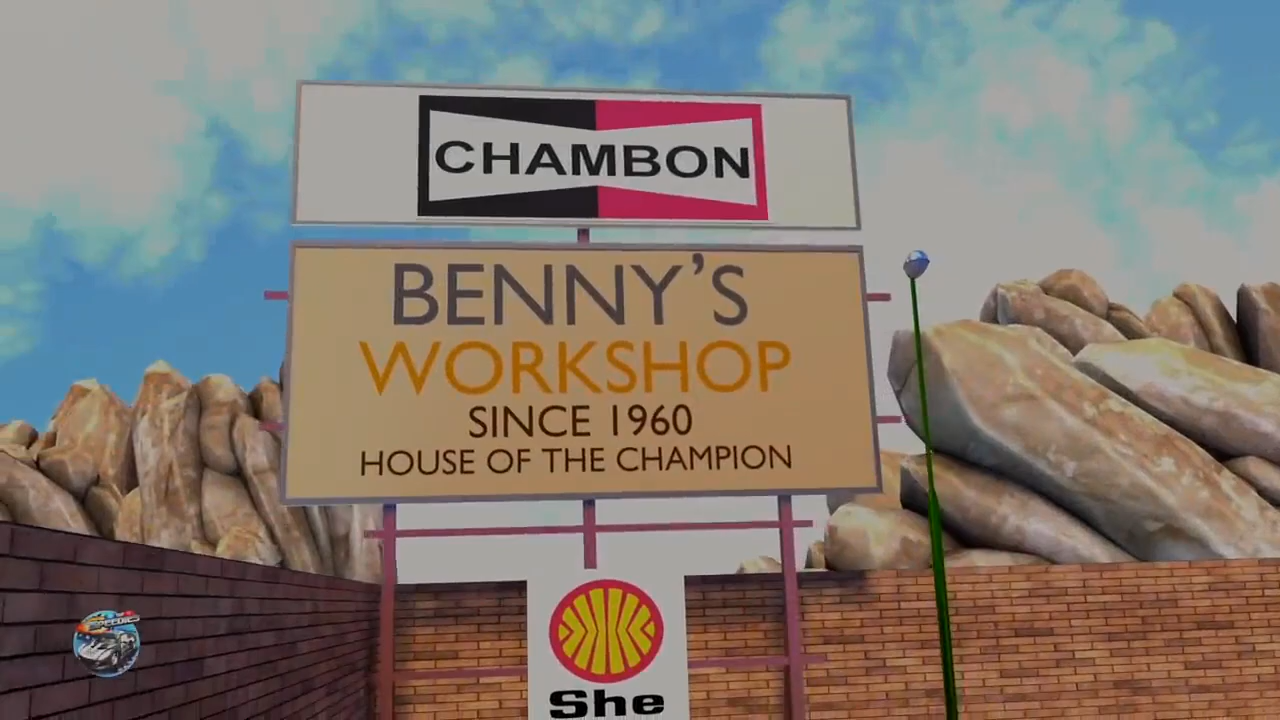 CHAMBON
BENNY'S
WORKSHOP
SINCE 1960
HOUSE OF THE CHAMPION
She